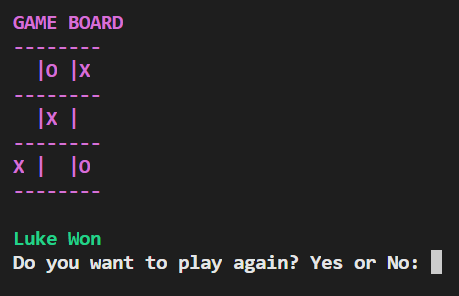 GAME BOARD
--------
  |O |X
--------
  |X |
--------
X |  |O
--------
Luke Won
Do you want to play again? Yes or No: